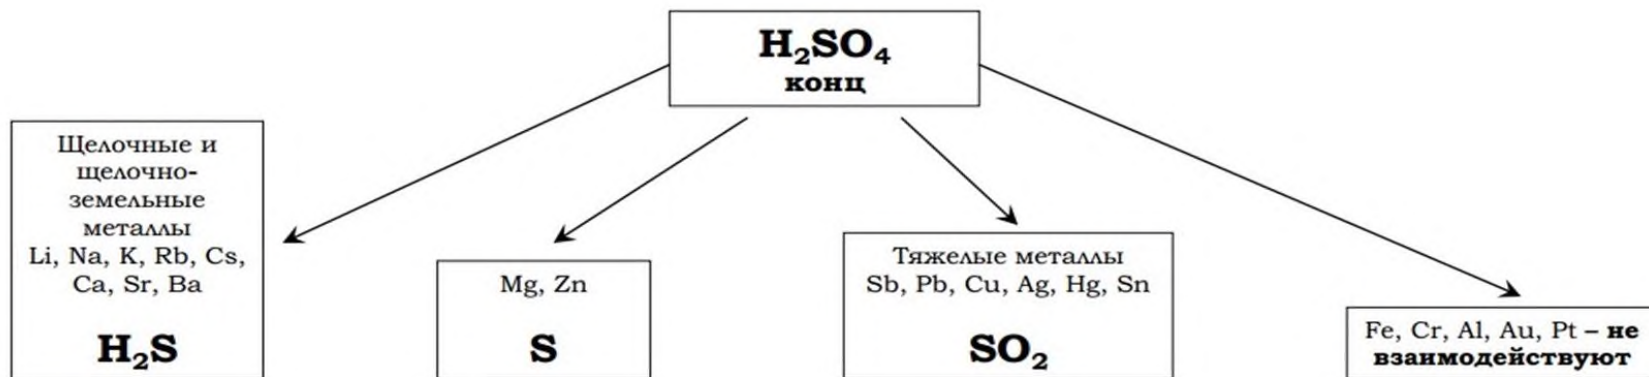 H₂SO₄
конц
Щелочные и
щелочно-
земельные
металлы
Li, Na, K, Rb, Cs,
Ca, Sr, Ba
H₂S
Mg, Zn
S
Тяжелые металлы
Sb, Pb, Cu, Ag, Hg, Sn
SO₂
Fe, Cr, Al, Au, Pt – не
взаимодействуют